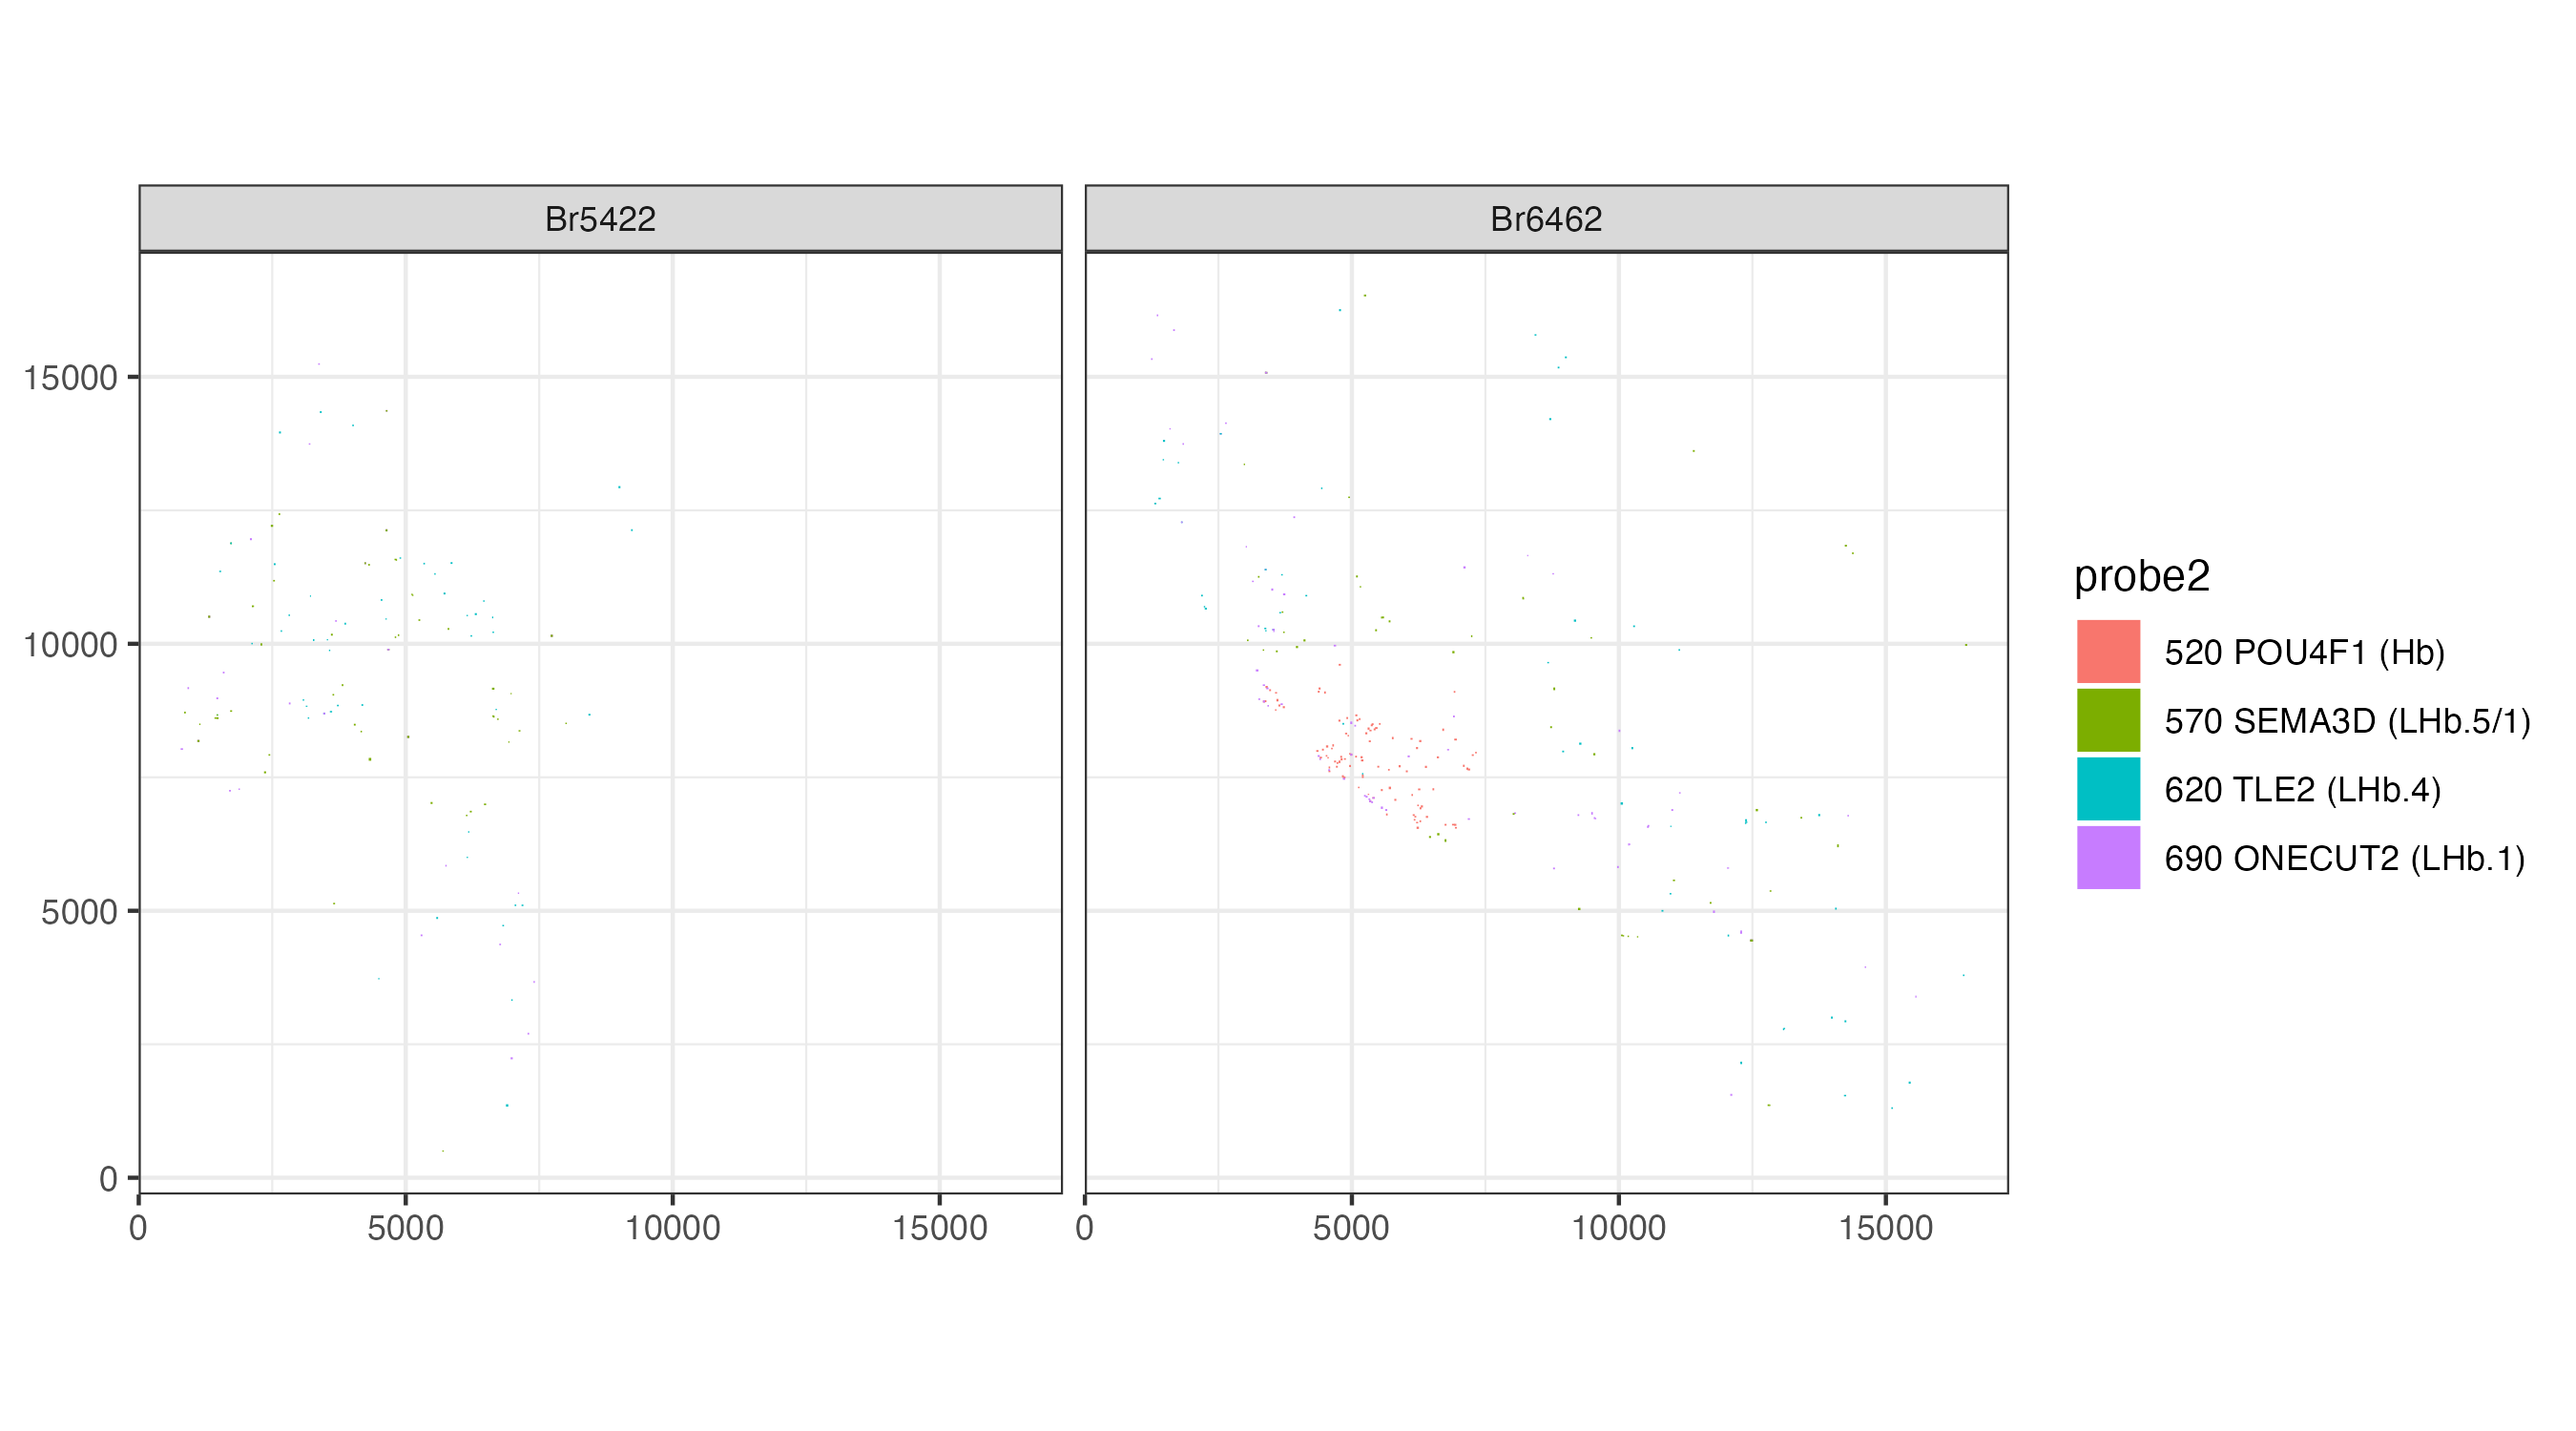 Br5422
Br6462
15000
10000
5000
0
0 5000 10000 15000
0 5000 10000 15000
probe2
520 POU4F1 (Hb)
570 SEMA3D (LHb.5/1)
620 TLE2 (LHb.4)
690 ONECUT2 (LHb.1)